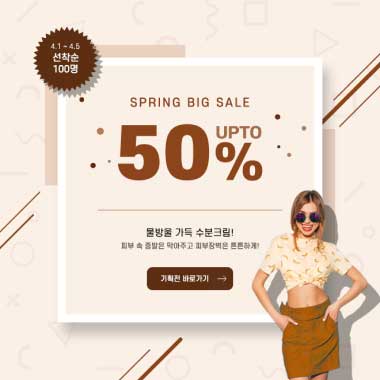 4.1 ~ 4.5
선착순
100명
SPRING BIG SALE
50% UPTO
물방울 가득 수분크림!
피부 속 증발은 막아주고 피부장벽은 튼튼하게!
기획전 바로가기 →